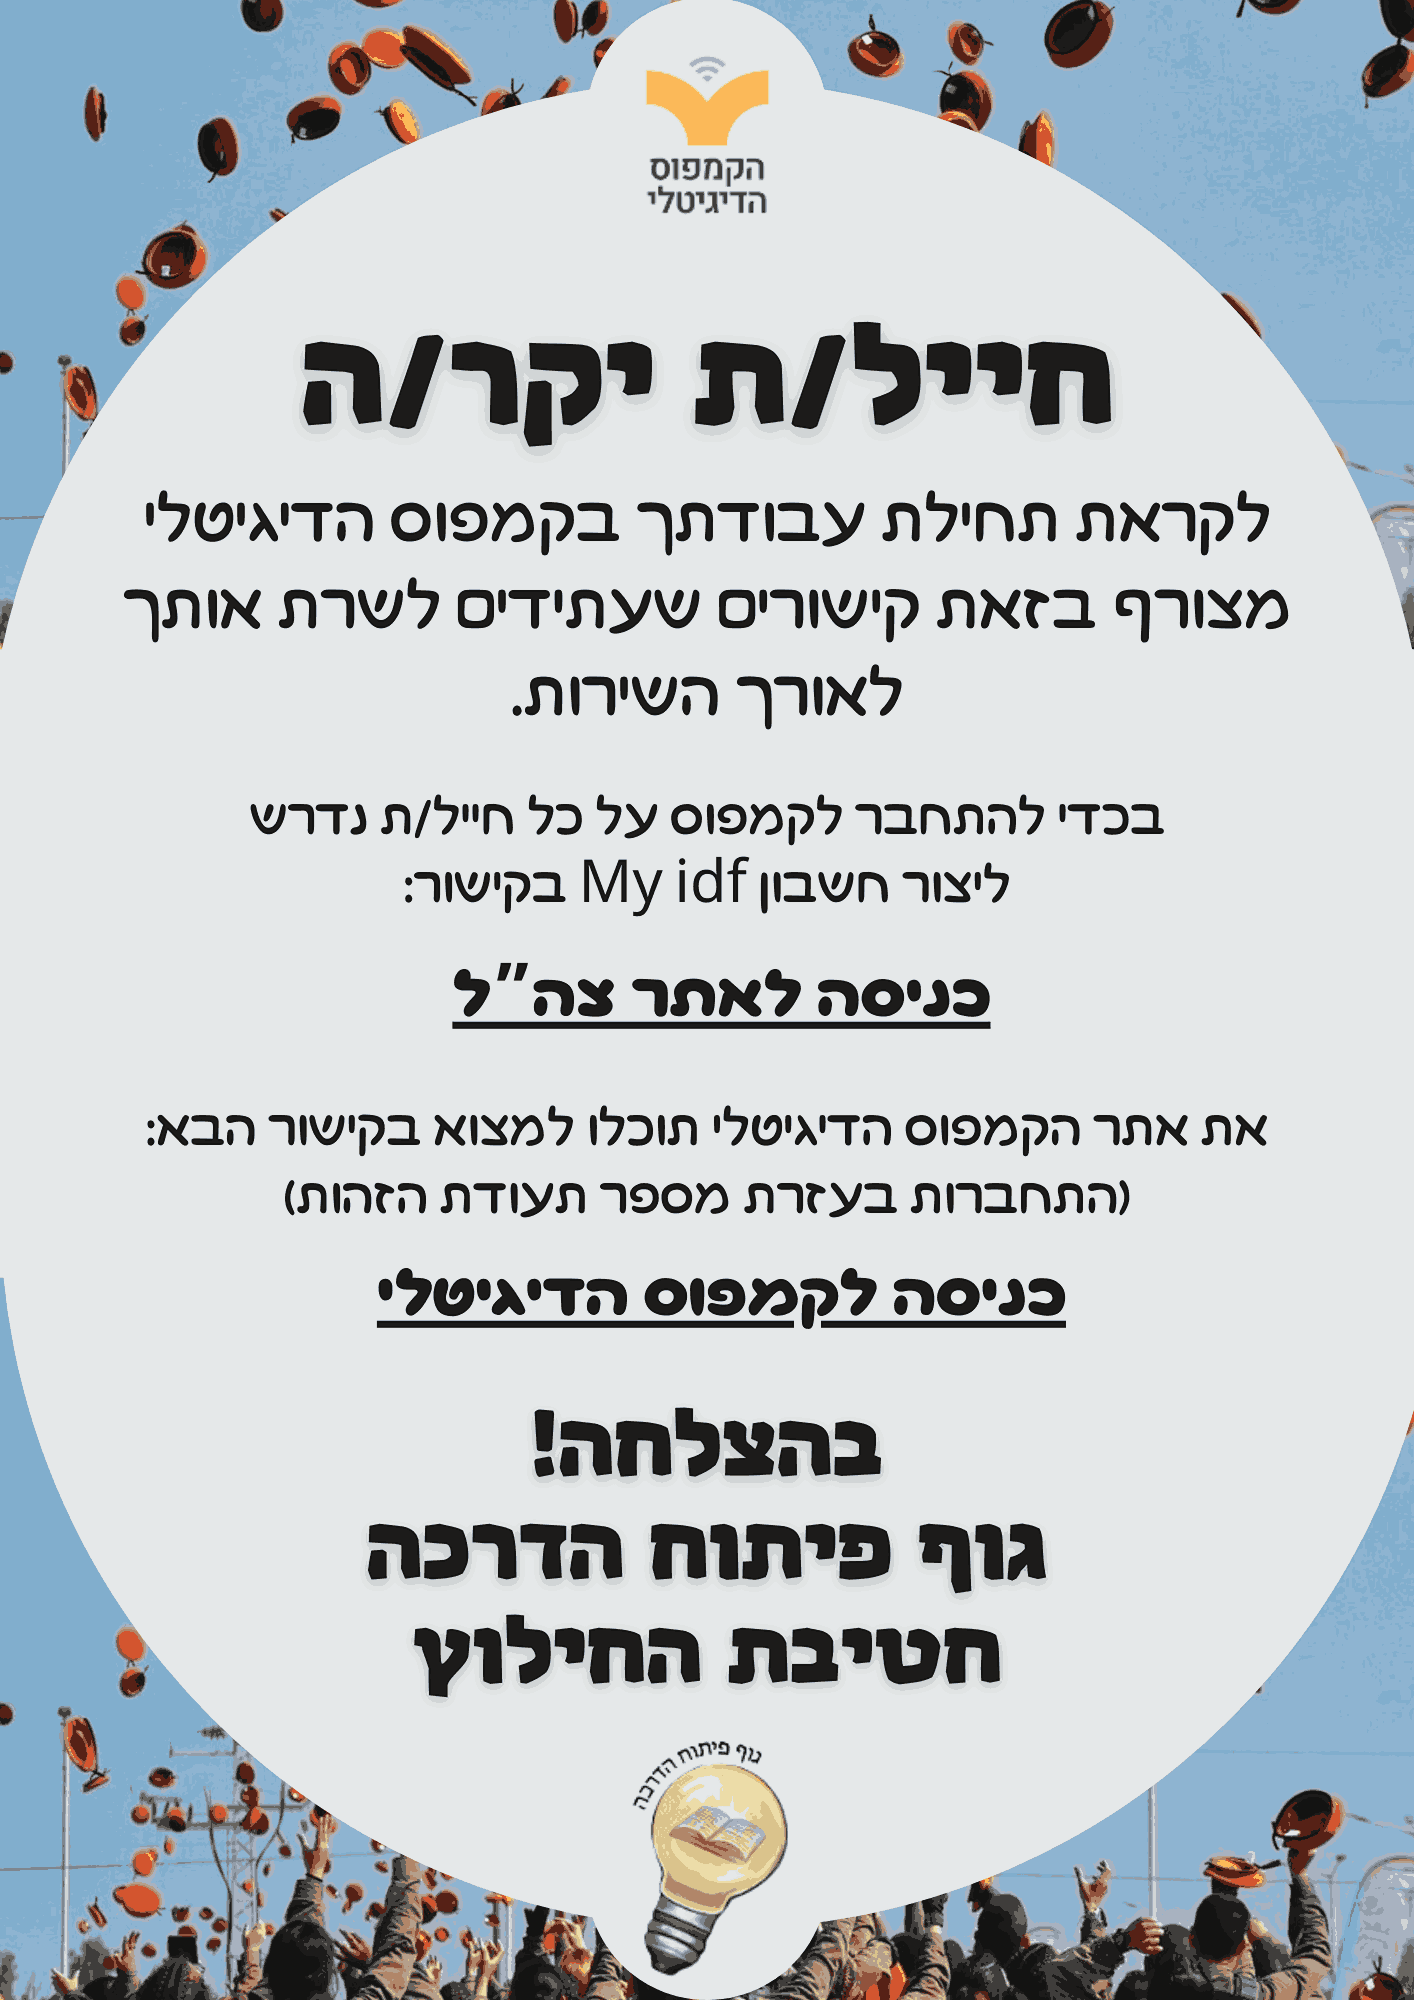 הקמפוס
הדיגיטלי
חייל/ת יקר/ה
לקראת תחילת עבודתך בקמפוס הדיגיטלי
מצורף בזאת קישורים שעתידים לשרת אותך
לאורך השירות.
בכדי להתחבר לקמפוס על כל חייל/ת נדרש
ליצור חשבון My idf בקישור:
כניסה לאתר צה"ל
את אתר הקמפוס הדיגיטלי תוכלו למצוא בקישור הבא:
(התחברות בעזרת מספר תעודת הזהות)
כניסה לקמפוס הדיגיטלי
בהצלחה!
גוף פיתוח הדרכה
חטיבת החילוץ
גוף פיתוח הדרכה